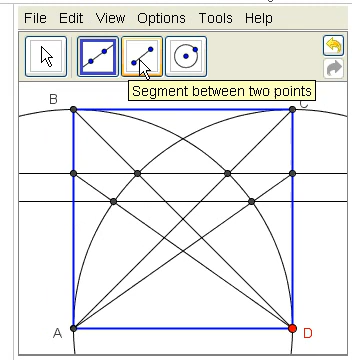 File Edit View Options Tools Help
Segment between two points
B
C
A
D